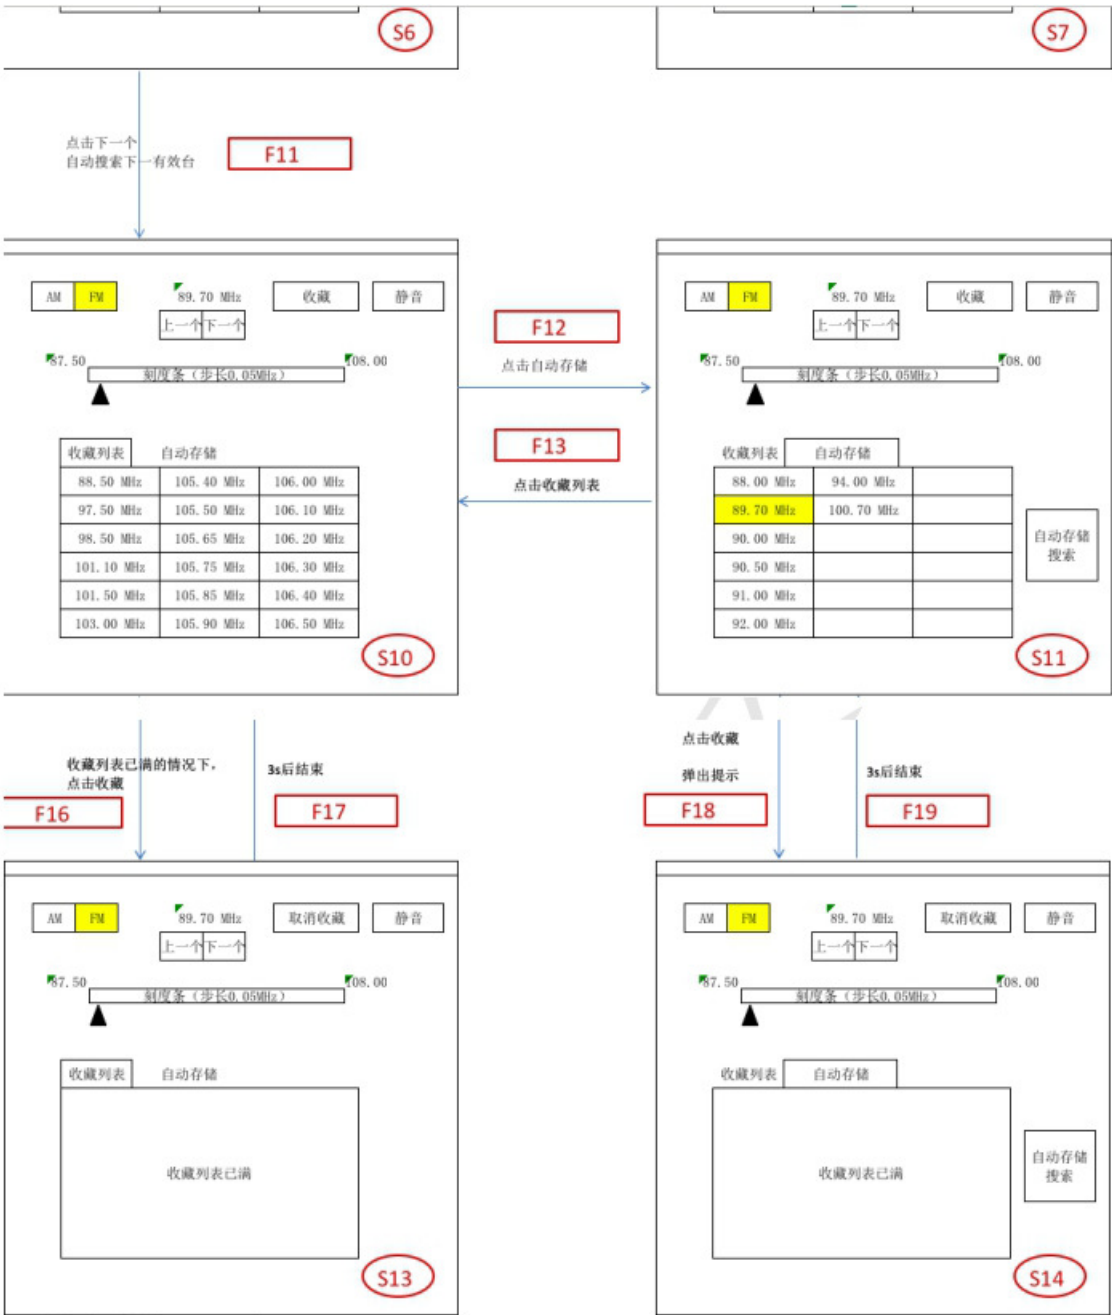 S6
S7
点击下一个
自动搜索下一有效台
F11
AM FM 89.70 MHz 收藏 静音
上一个 下一个
87.50 108.00
刻度条（步长0.05MHz）
收藏列表 自动存储
88.50 MHz 105.40 MHz 106.00 MHz
97.50 MHz 105.50 MHz 106.10 MHz
98.50 MHz 105.65 MHz 106.20 MHz
101.10 MHz 105.75 MHz 106.30 MHz
101.50 MHz 105.85 MHz 106.40 MHz
103.00 MHz 105.90 MHz 106.50 MHz
S10
F12
点击自动存储
F13
点击收藏列表
AM FM 89.70 MHz 收藏 静音
上一个 下一个
87.50 108.00
刻度条（步长0.05MHz）
收藏列表 自动存储
88.00 MHz 94.00 MHz
89.70 MHz 100.70 MHz
90.00 MHz
90.50 MHz
91.00 MHz
92.00 MHz
自动存储
搜索
S11
收藏列表已满的情况下，
点击收藏
F16
3s后结束
F17
点击收藏
弹出提示
F18
3s后结束
F19
AM FM 89.70 MHz 取消收藏 静音
上一个 下一个
87.50 108.00
刻度条（步长0.05MHz）
收藏列表 自动存储
收藏列表已满
S13
AM FM 89.70 MHz 取消收藏 静音
上一个 下一个
87.50 108.00
刻度条（步长0.05MHz）
收藏列表 自动存储
收藏列表已满
自动存储
搜索
S14